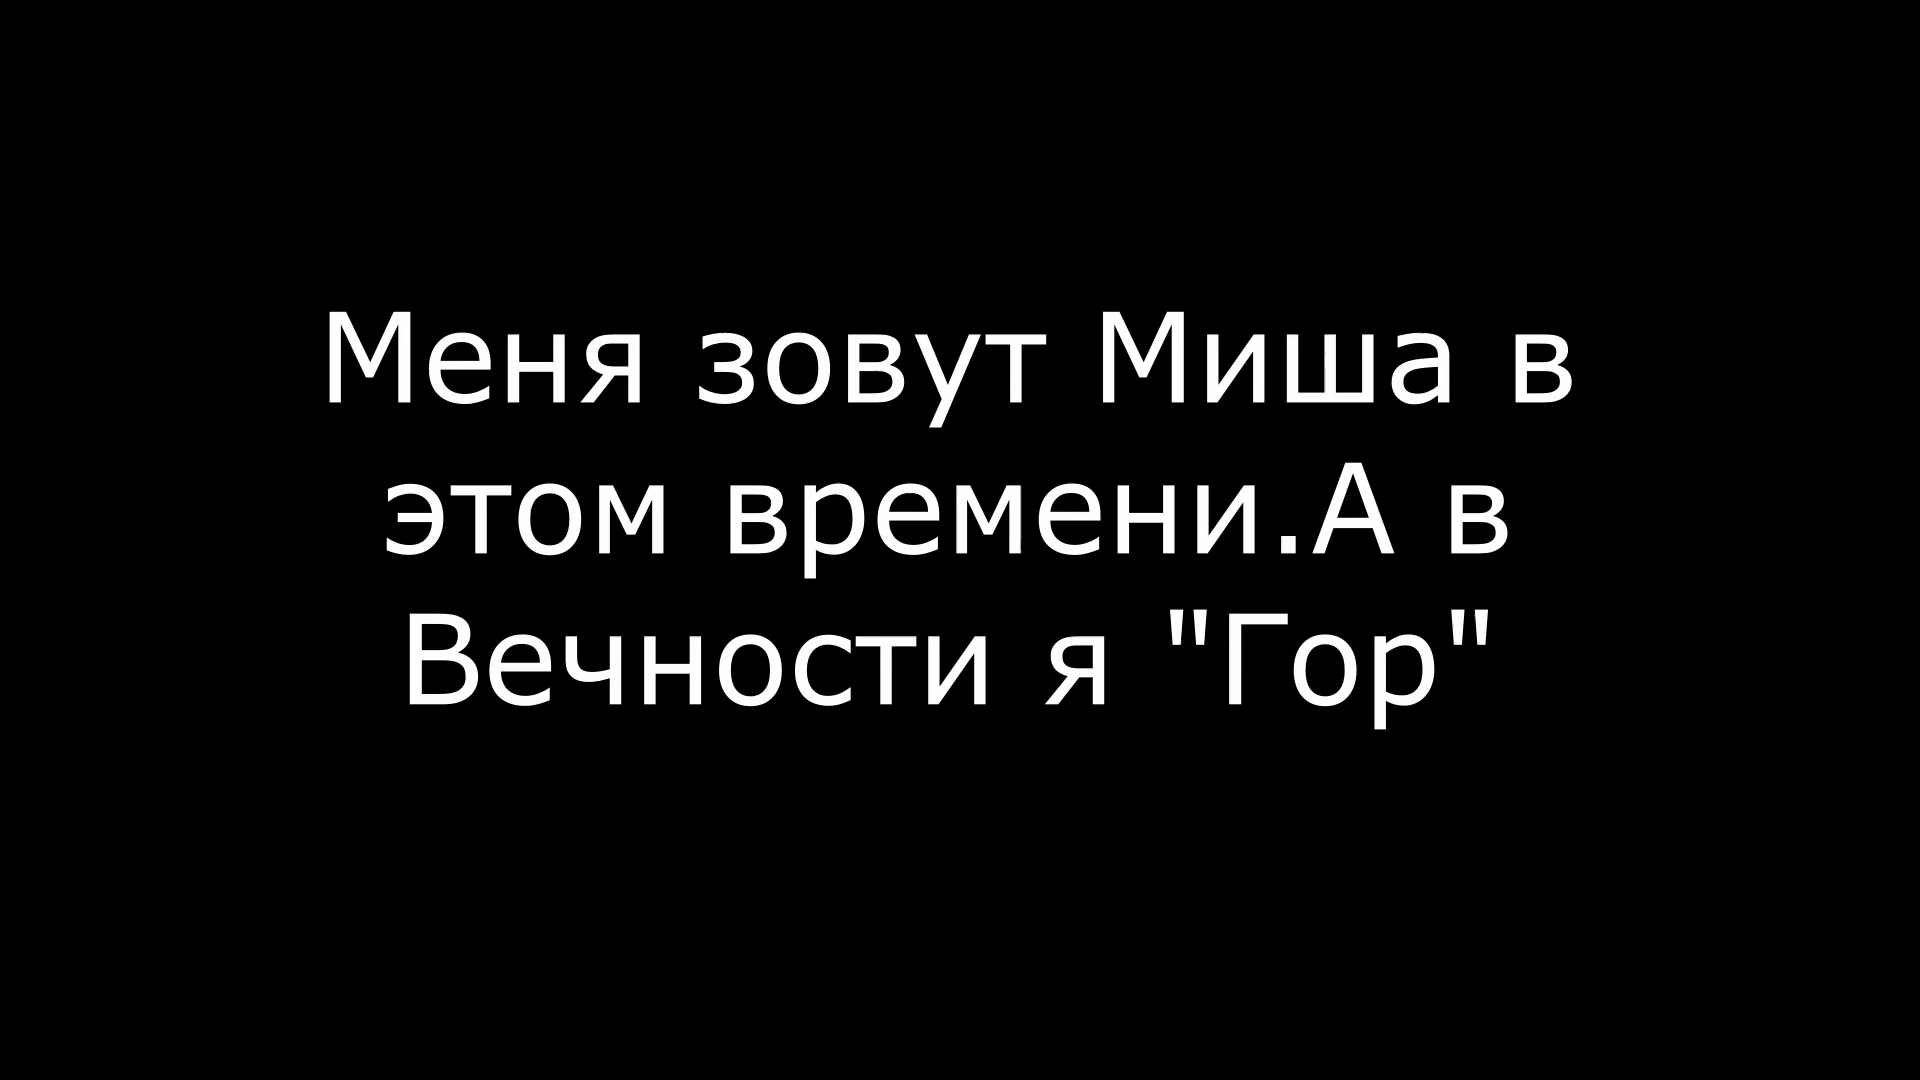 Меня зовут Миша в
этом времени.А в
Вечности я "Гор"